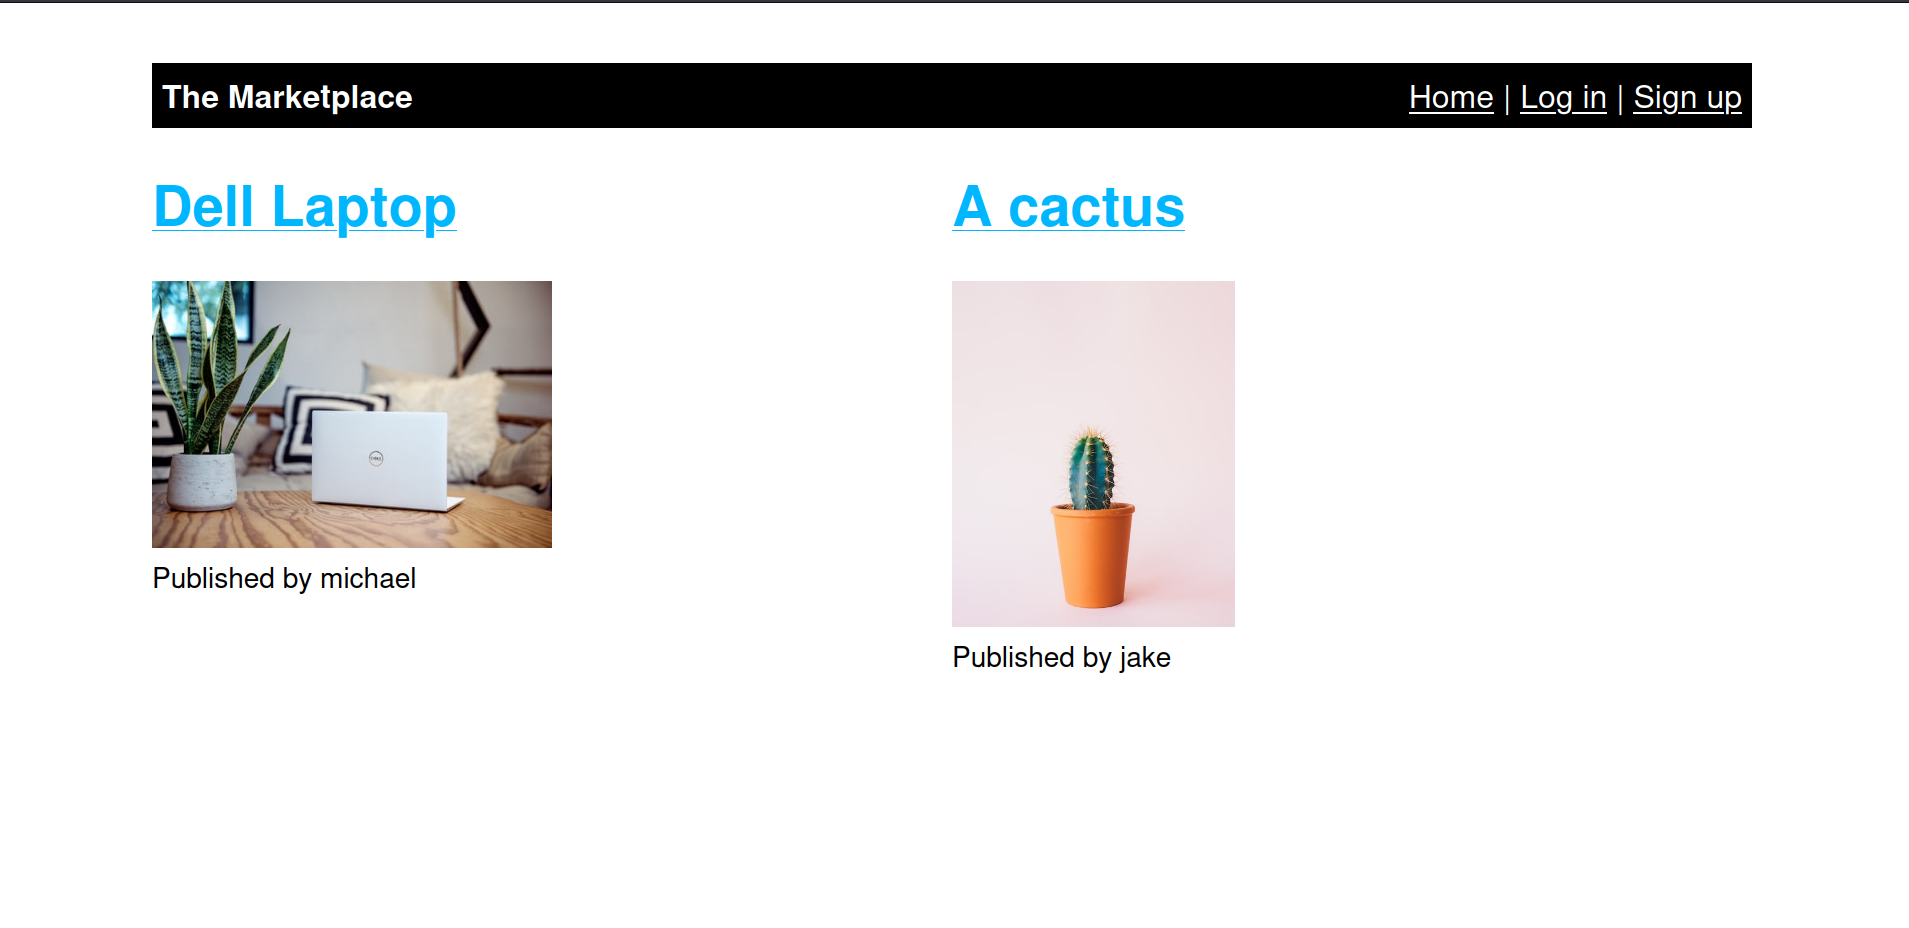 The Marketplace
Home | Log in | Sign up
Dell Laptop
A cactus
Published by michael
Published by jake